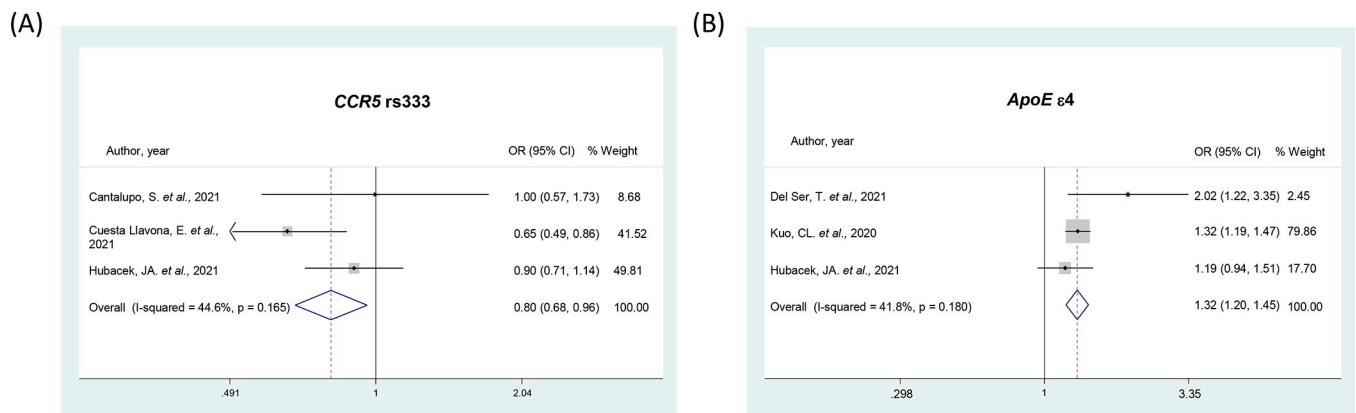 (A)
CCR5 rs333
Author, year OR (95% CI) % Weight
Cantalupo, S. et al., 2021 1.00 (0.57, 1.73) 8.68
Cuesta Llavona, E. et al.,
2021 0.65 (0.49, 0.86) 41.52
Hubacek, JA. et al., 2021 0.90 (0.71, 1.14) 49.81
Overall (I-squared = 44.6%, p = 0.165) 0.80 (0.68, 0.96) 100.00
.491 1 2.04
(B)
ApoE ε4
Author, year
OR (95% CI) % Weight
Del Ser, T. et al., 2021 2.02 (1.22, 3.35) 2.45
Kuo, CL. et al., 2020 1.32 (1.19, 1.47) 79.86
Hubacek, JA. et al., 2021 1.19 (0.94, 1.51) 17.70
Overall (I-squared = 41.8%, p = 0.180) 1.32 (1.20, 1.45) 100.00
.298 1 3.35